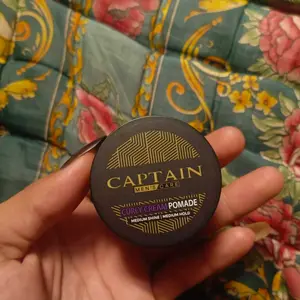 CAPTAIN
MEN'S CARE
CURLY CREAM POMADE
MEDIUM SHINE | MEDIUM HOLD